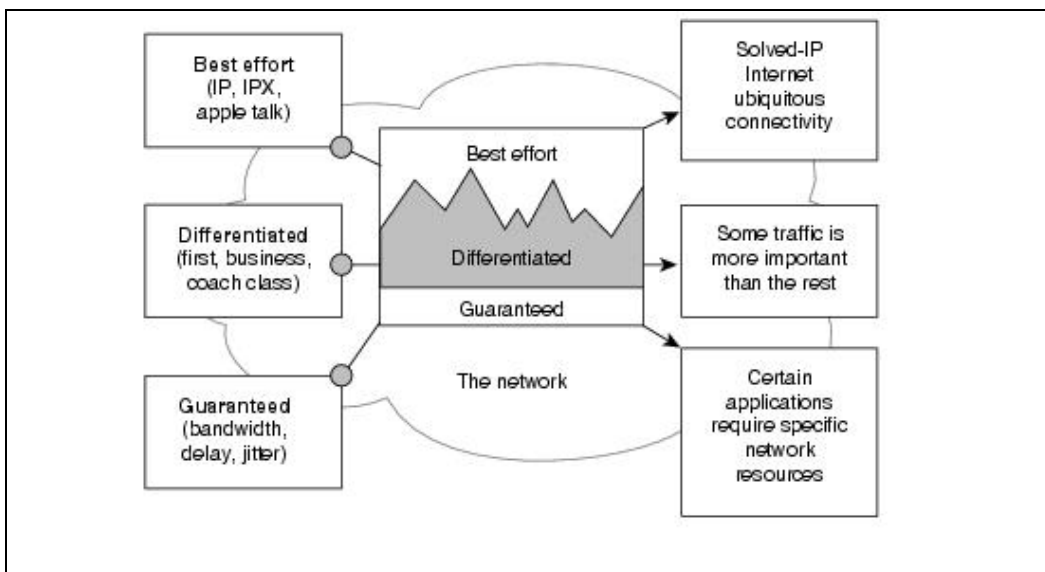 Best effort
(IP, IPX,
apple talk)
Differentiated
(first, business,
coach class)
Guaranteed
(bandwidth,
delay, jitter)
Best effort
Differentiated
Guaranteed
The network
Solved-IP
Internet
ubiquitous
connectivity
Some traffic is
more important
than the rest
Certain
applications
require specific
network
resources